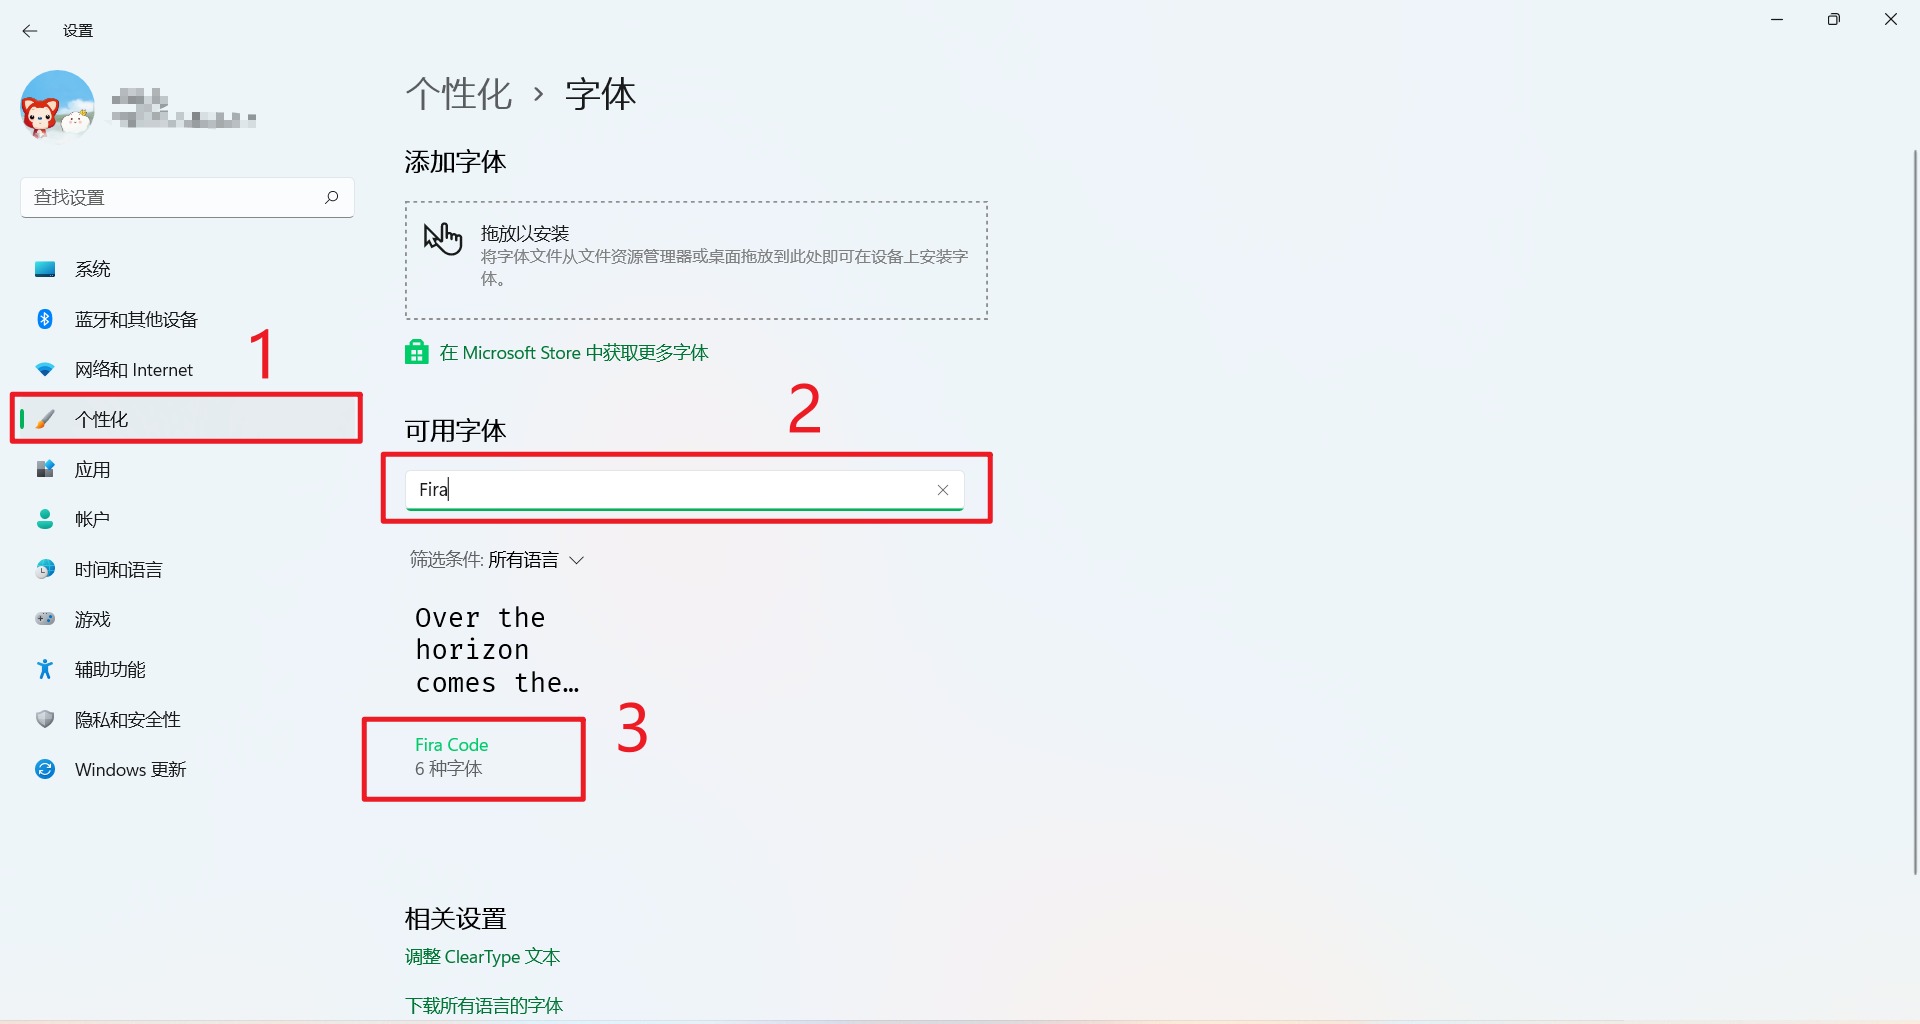 设置
查找设置
系统
蓝牙和其他设备
网络和 Internet
1
个性化
应用
帐户
时间和语言
游戏
辅助功能
隐私和安全性
Windows 更新
个性化 › 字体
添加字体
拖放以安装
将字体文件从文件资源管理器或桌面拖放到此处即可在设备上安装字
体。
在 Microsoft Store 中获取更多字体
2
可用字体
Fira
筛选条件: 所有语言
Over the
horizon
comes the…
3
Fira Code
6 种字体
相关设置
调整 ClearType 文本
下载所有语言的字体